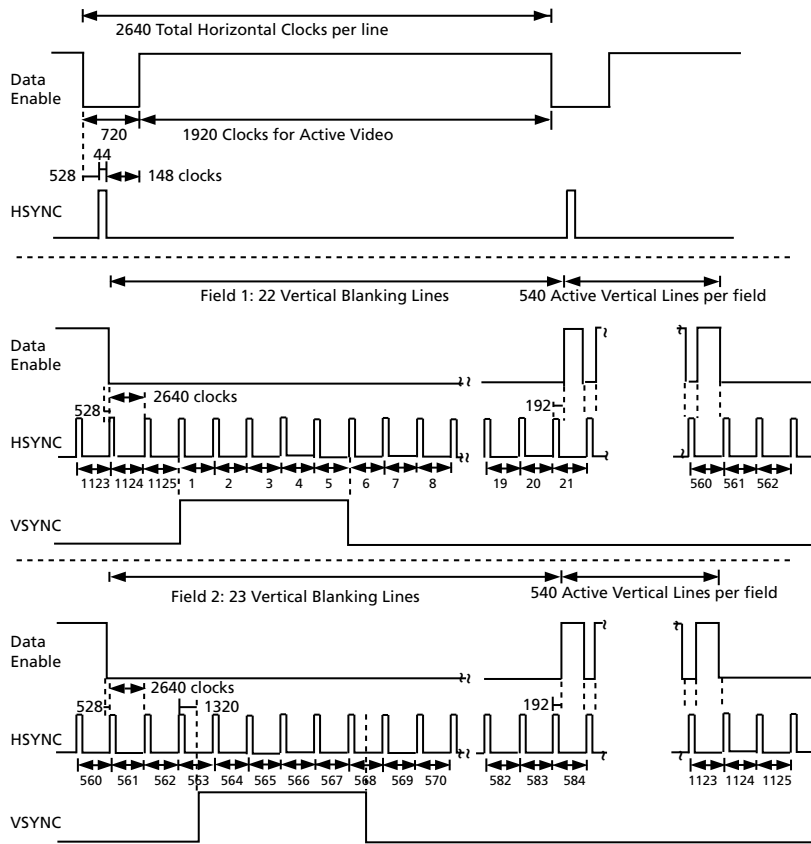 2640 Total Horizontal Clocks per line
Data
Enable
720
1920 Clocks for Active Video
44
528
148 clocks
HSYNC
Field 1: 22 Vertical Blanking Lines
540 Active Vertical Lines per field
Data
Enable
2640 clocks
528
192
HSYNC
1123 1124 1125 1 2 3 4 5 6 7 8 19 20 21 560 561 562
VSYNC
Field 2: 23 Vertical Blanking Lines
540 Active Vertical Lines per field
Data
Enable
2640 clocks
528
1320
192
HSYNC
560 561 562 563 564 565 566 567 568 569 570 582 583 584 1123 1124 1125
VSYNC